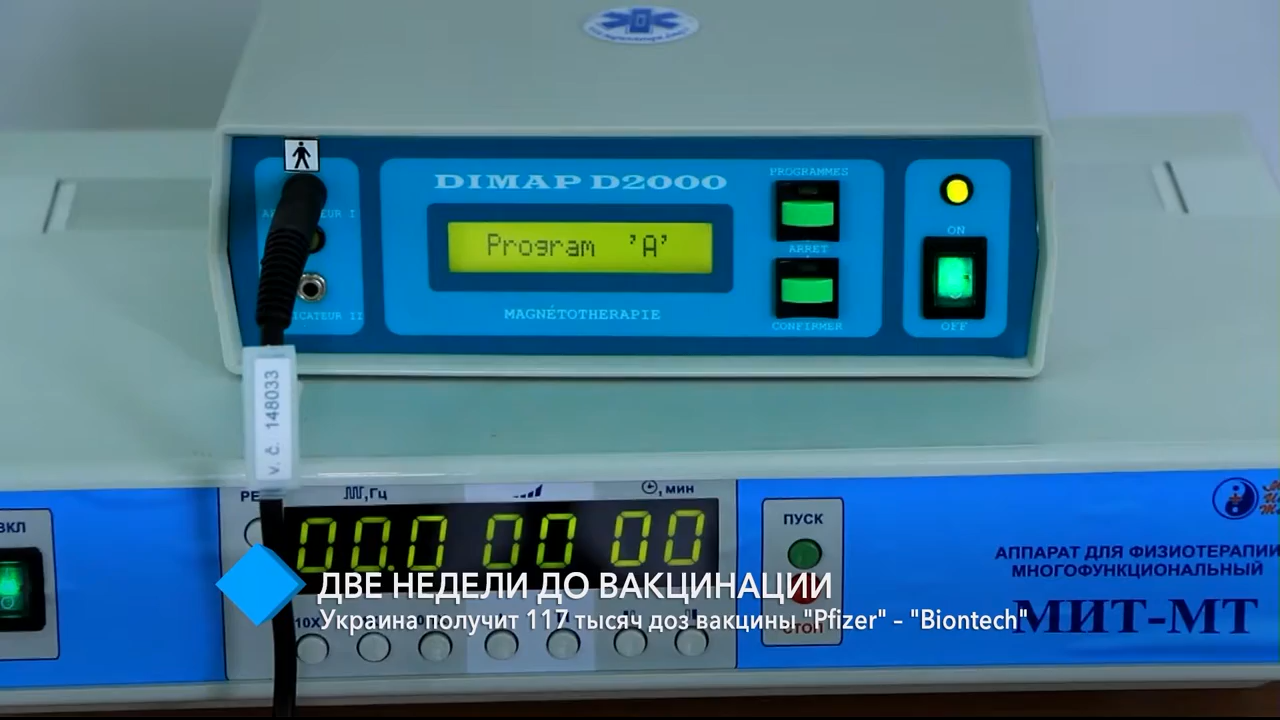 DIMAP D2000
Program 'A'
MAGNÉTOTHERAPIE
PROGRAMMES
ARRET
CONFIRMER
ON
OFF
v. č. 148033
Гц
мин
00.0 00 00
ПУСК
СТОП
АППАРАТ ДЛЯ ФИЗИОТЕРАПИИ
МНОГОФУНКЦИОНАЛЬНЫЙ
МИТ-МТ
ДВЕ НЕДЕЛИ ДО ВАКЦИНАЦИИ
Украина получит 117 тысяч доз вакцины "Pfizer" – "Biontech"